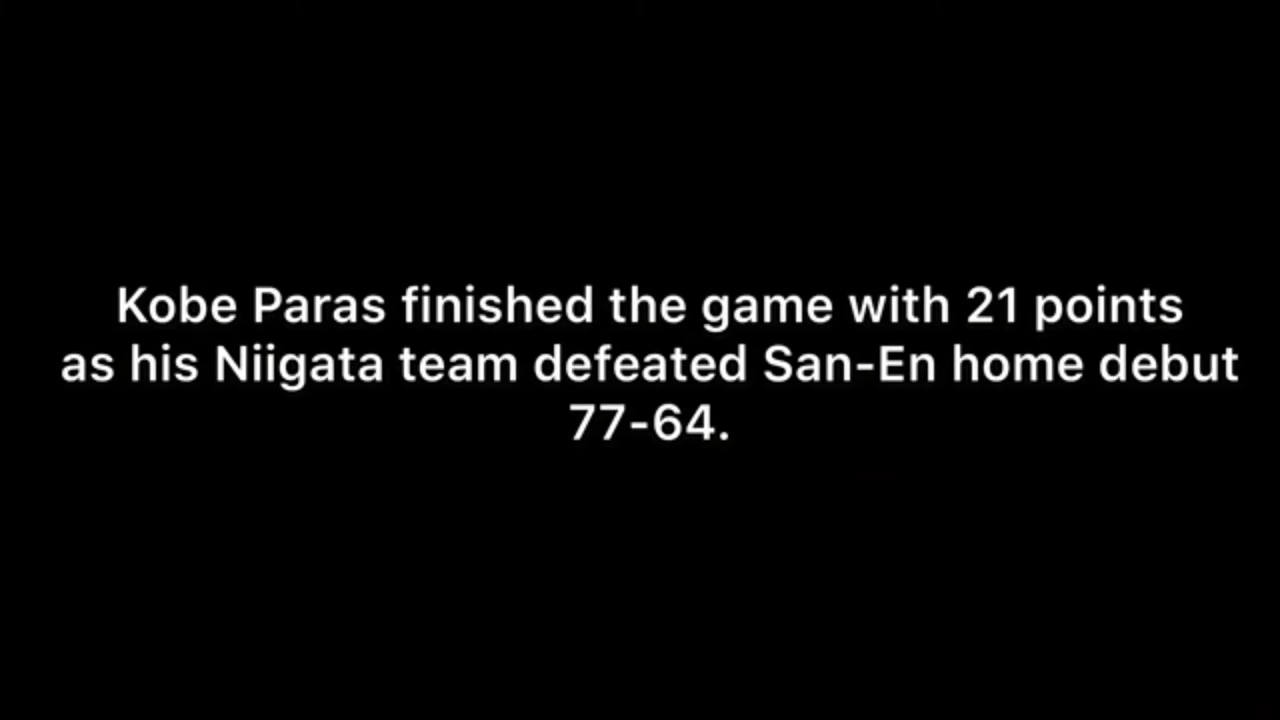 Kobe Paras finished the game with 21 points
as his Niigata team defeated San-En home debut
77-64.